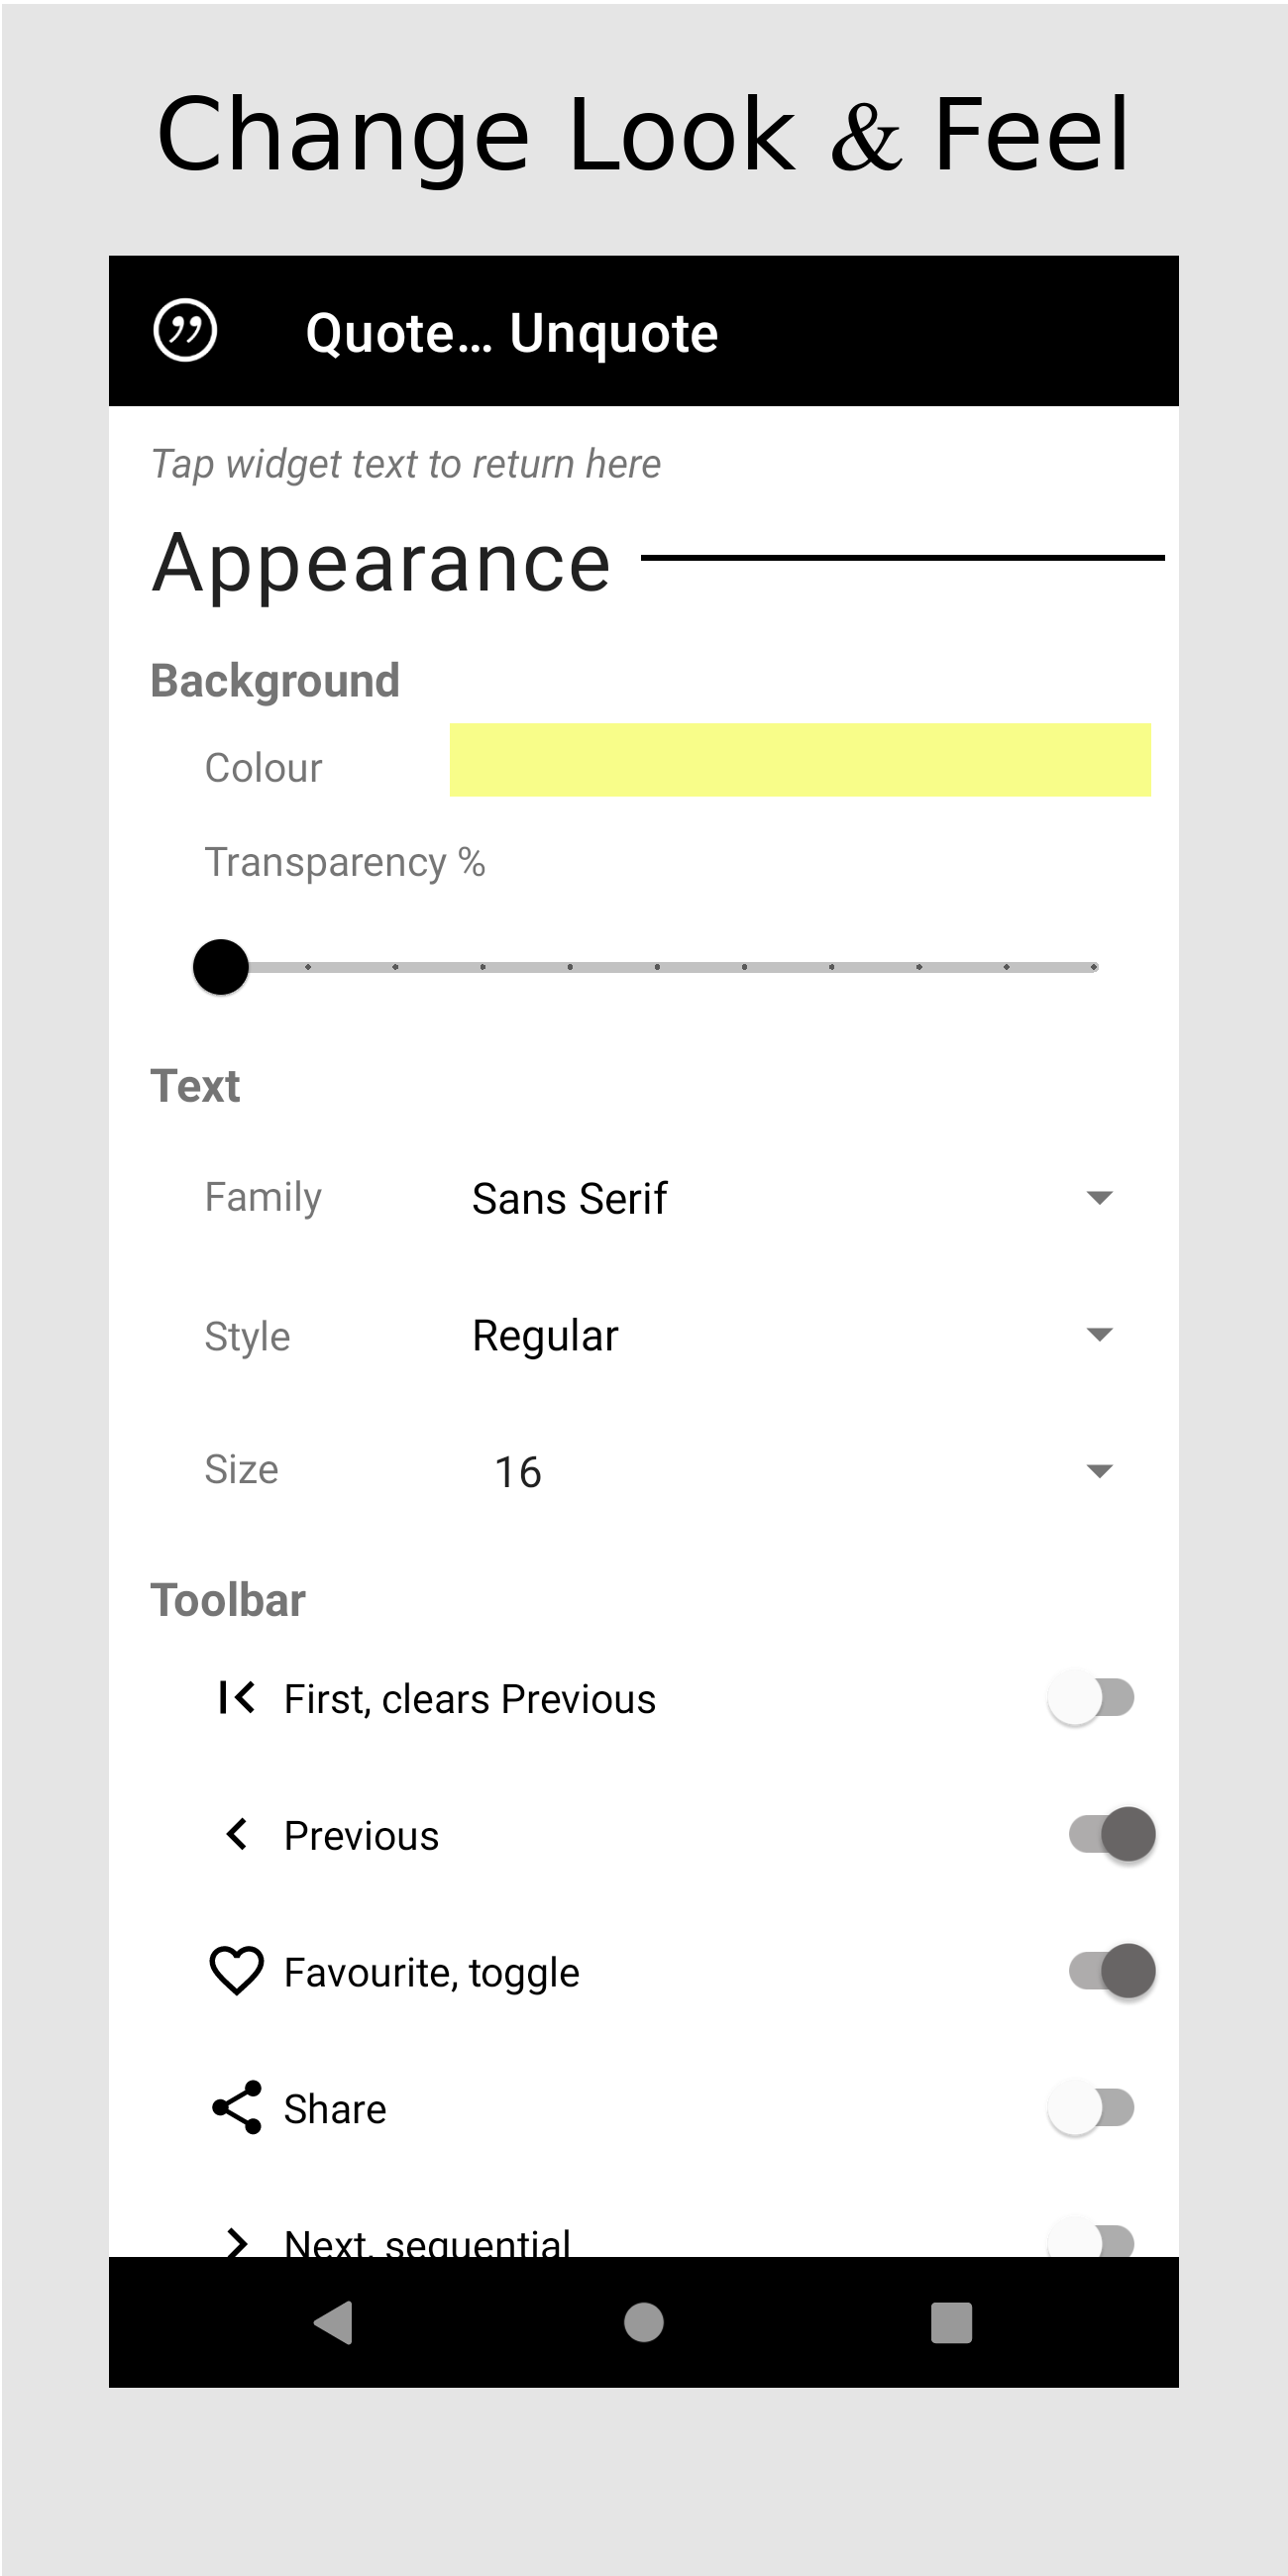 Change Look & Feel
Quote… Unquote
Tap widget text to return here
Appearance
Background
Colour
Transparency %
Text
Family Sans Serif
Style Regular
Size 16
Toolbar
First, clears Previous
Previous
Favourite, toggle
Share
Next, sequential